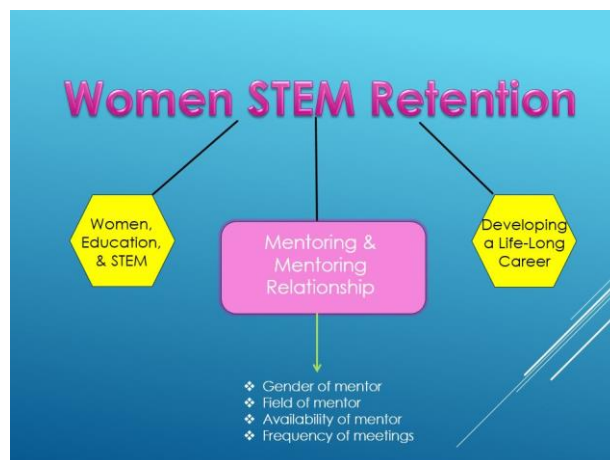 Women STEM Retention
Women,
Education,
& STEM
Mentoring &
Mentoring
Relationship
Developing
a Life-Long
Career
❖ Gender of mentor
❖ Field of mentor
❖ Availability of mentor
❖ Frequency of meetings